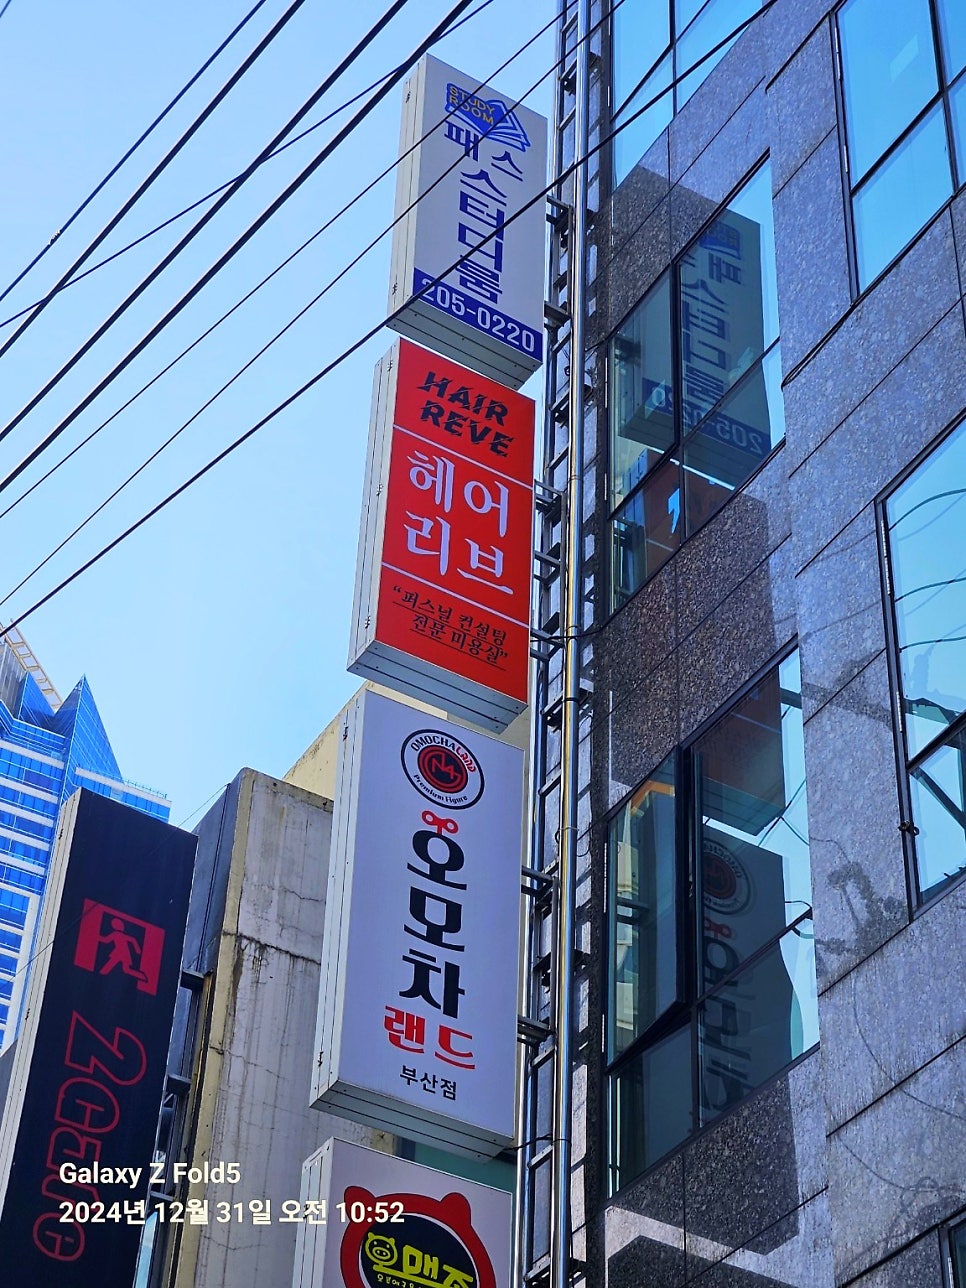 STUDY
ROOM
패스
스터디룸
205-0220
HAIR
REVE
헤어
리브
“퍼스널 컨설팅
전문 미용실”
OMOCHALAND
Premium Figure
오모차
랜드
부산점
Galaxy Z Fold5
2024년 12월 31일 오전 10:52